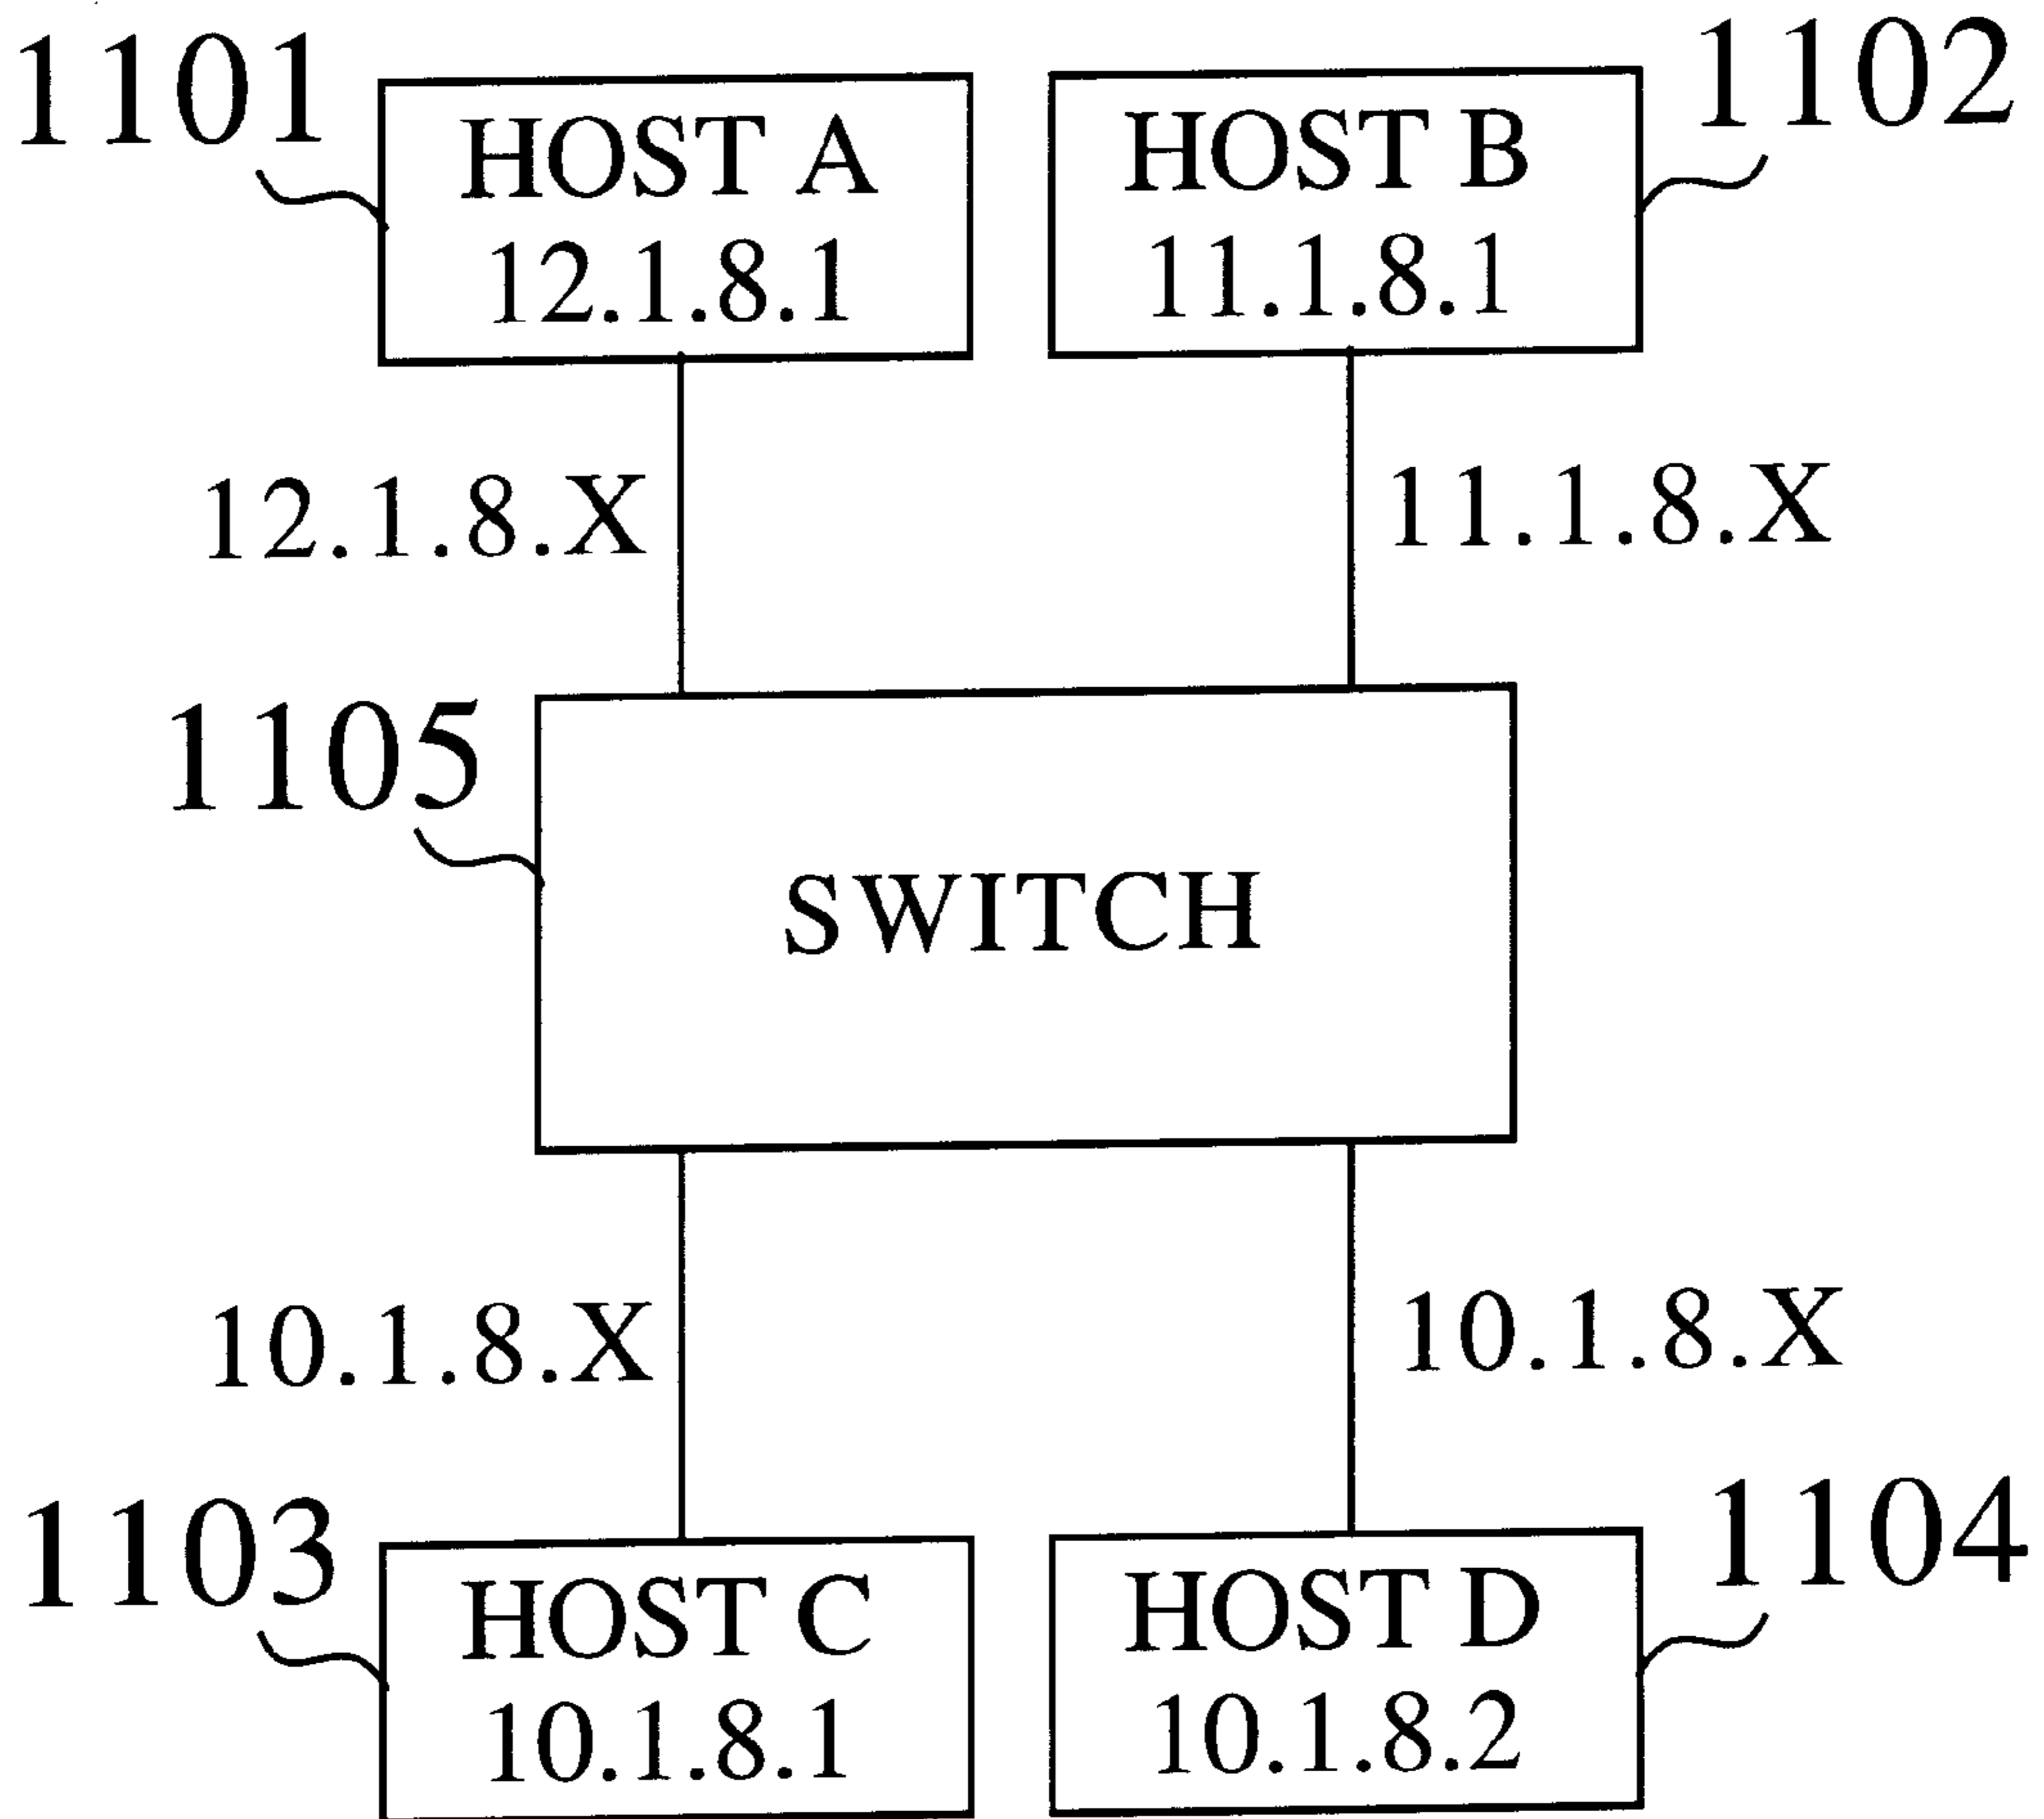 1101
HOST A
12.1.8.1
HOST B
11.1.8.1
1102
12.1.8.X
11.1.8.X
1105
SWITCH
10.1.8.X
10.1.8.X
1103
HOST C
10.1.8.1
HOST D
10.1.8.2
1104